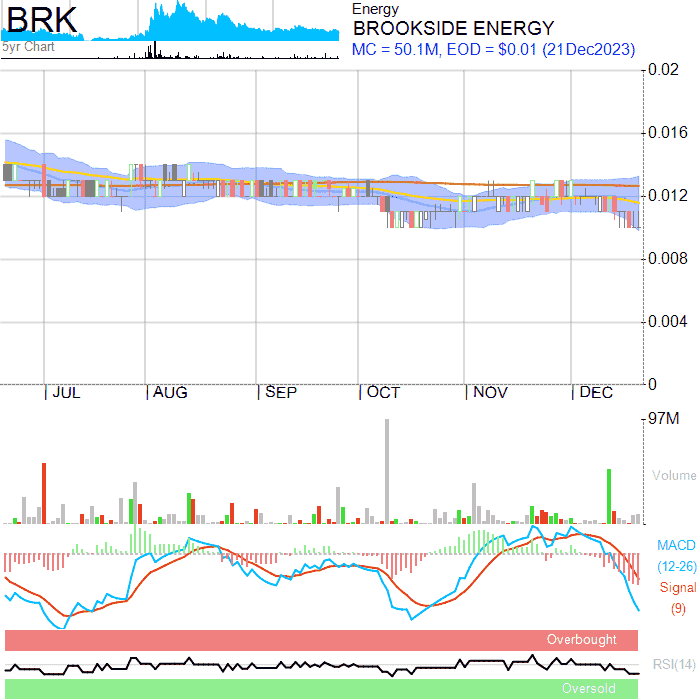 BRK
5yr Chart
Energy
BROOKSIDE ENERGY
MC = 50.1M, EOD = $0.01 (21Dec2023)
0.02
0.016
0.012
0.008
0.004
0
JUL AUG SEP OCT NOV DEC
97M
Volume
MACD
(12-26)
Signal
(9)
Overbought
RSI(14)
Oversold